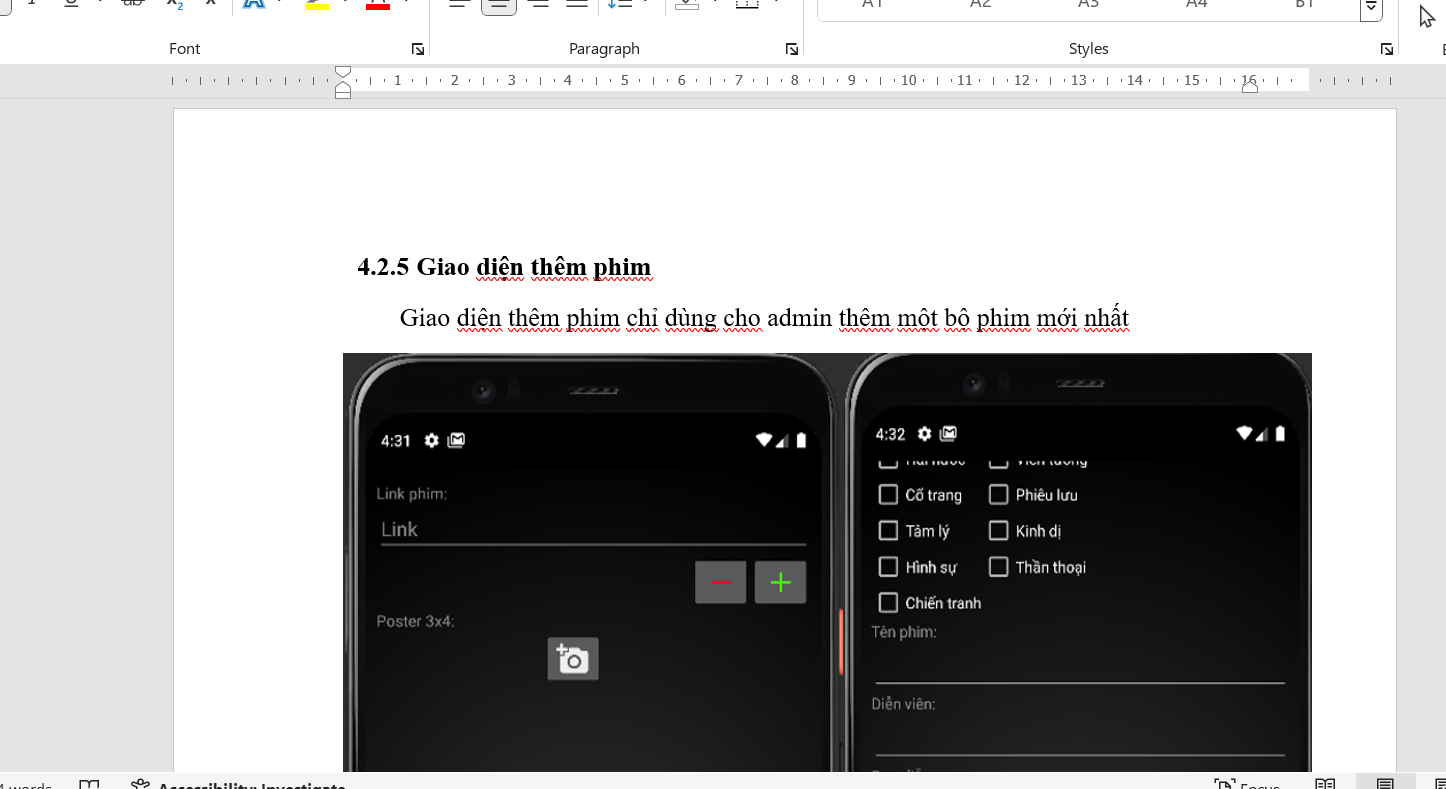 Font
Paragraph
Styles
A1 A2 A3 A4 B1
1 2 3 4 5 6 7 8 9 10 11 12 13 14 15 16
4.2.5 Giao diện thêm phim
Giao diện thêm phim chỉ dùng cho admin thêm một bộ phim mới nhất
4:31
Link phim:
Link
Poster 3x4:
4:32
Cổ trang
Phiêu lưu
Tâm lý
Kinh dị
Hình sự
Thần thoại
Chiến tranh
Tên phim:
Diễn viên:
words
Accessibility: Investigate
Focus